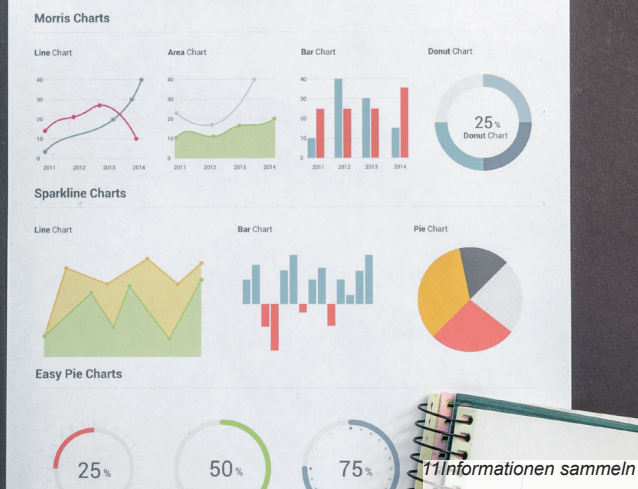 Morris Charts
Line Chart
Area Chart
Bar Chart
Donut Chart
40
30
20
10
0
2011 2012 2013 2014
40
30
20
10
0
2011 2012 2013 2014
40
30
20
10
0
2011 2012 2013 2014
25%
Donut Chart
Sparkline Charts
Line Chart
Bar Chart
Pie Chart
Easy Pie Charts
25%
50%
75%
11Informationen sammeln